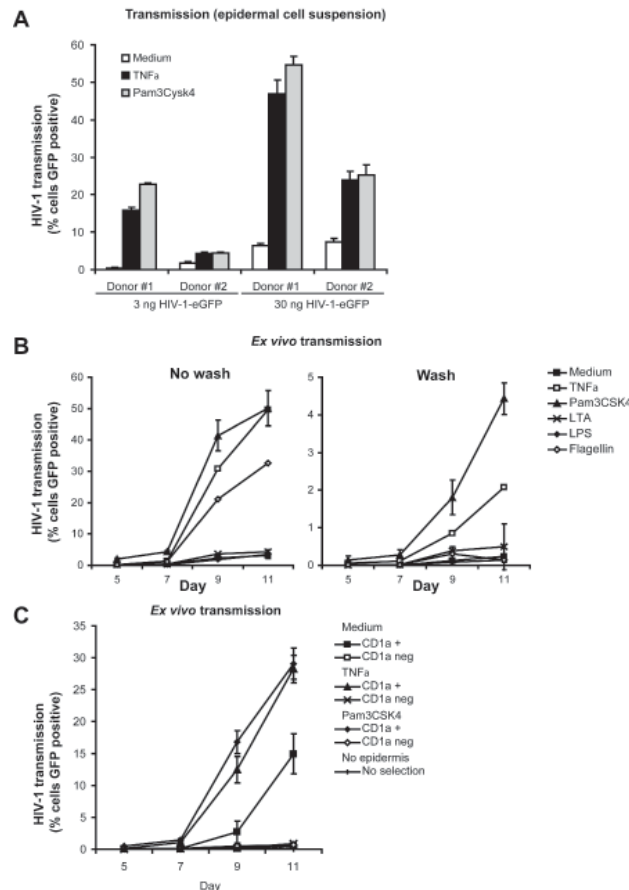 A
Transmission (epidermal cell suspension)
HIV-1 transmission
(% cells GFP positive)
60
50
40
30
20
10
0
Medium
TNFa
Pam3Cysk4
Donor #1
Donor #2
Donor #1
Donor #2
3 ng HIV-1-eGFP
30 ng HIV-1-eGFP
B
Ex vivo transmission
No wash
HIV-1 transmission
(% cells GFP positive)
60
50
40
30
20
10
0
5
7
9
11
Day
Wash
5
4
3
2
1
0
5
7
9
11
Day
Medium
TNFa
Pam3CSK4
LTA
LPS
Flagellin
C
Ex vivo transmission
HIV-1 transmission
(% cells GFP positive)
35
30
25
20
15
10
5
0
5
7
9
11
Day
Medium
CD1a +
CD1a neg
TNFa
CD1a +
CD1a neg
Pam3CSK4
CD1a +
CD1a neg
No epidermis
No selection